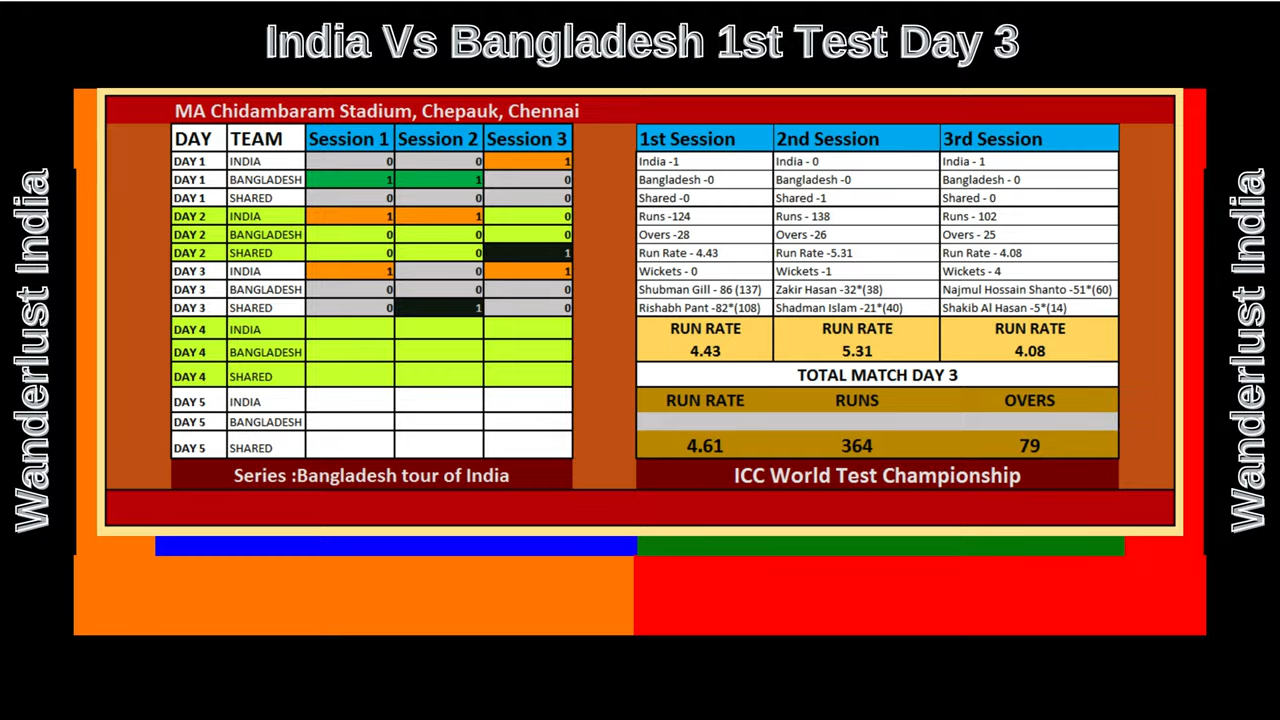 India Vs Bangladesh 1st Test Day 3
Wanderlust India
MA Chidambaram Stadium, Chepauk, Chennai
DAY TEAM Session 1 Session 2 Session 3
DAY 1 INDIA 0 0 1
DAY 1 BANGLADESH 1 1 0
DAY 1 SHARED 0 0 0
DAY 2 INDIA 1 1 0
DAY 2 BANGLADESH 0 0 0
DAY 2 SHARED 0 0 1
DAY 3 INDIA 1 0 1
DAY 3 BANGLADESH 0 0 0
DAY 3 SHARED 0 1 0
DAY 4 INDIA
DAY 4 BANGLADESH
DAY 4 SHARED
DAY 5 INDIA
DAY 5 BANGLADESH
DAY 5 SHARED
Series :Bangladesh tour of India
1st Session 2nd Session 3rd Session
India -1 India - 0 India - 1
Bangladesh -0 Bangladesh -0 Bangladesh - 0
Shared -0 Shared -1 Shared - 0
Runs -124 Runs - 138 Runs - 102
Overs -28 Overs -26 Overs - 25
Run Rate - 4.43 Run Rate -5.31 Run Rate - 4.08
Wickets - 0 Wickets -1 Wickets - 4
Shubman Gill - 86 (137) Zakir Hasan -32*(38) Najmul Hossain Shanto -51*(60)
Rishabh Pant -82*(108) Shadman Islam -21*(40) Shakib Al Hasan -5*(14)
RUN RATE RUN RATE RUN RATE
4.43 5.31 4.08
TOTAL MATCH DAY 3
RUN RATE RUNS OVERS
4.61 364 79
ICC World Test Championship
Wanderlust India